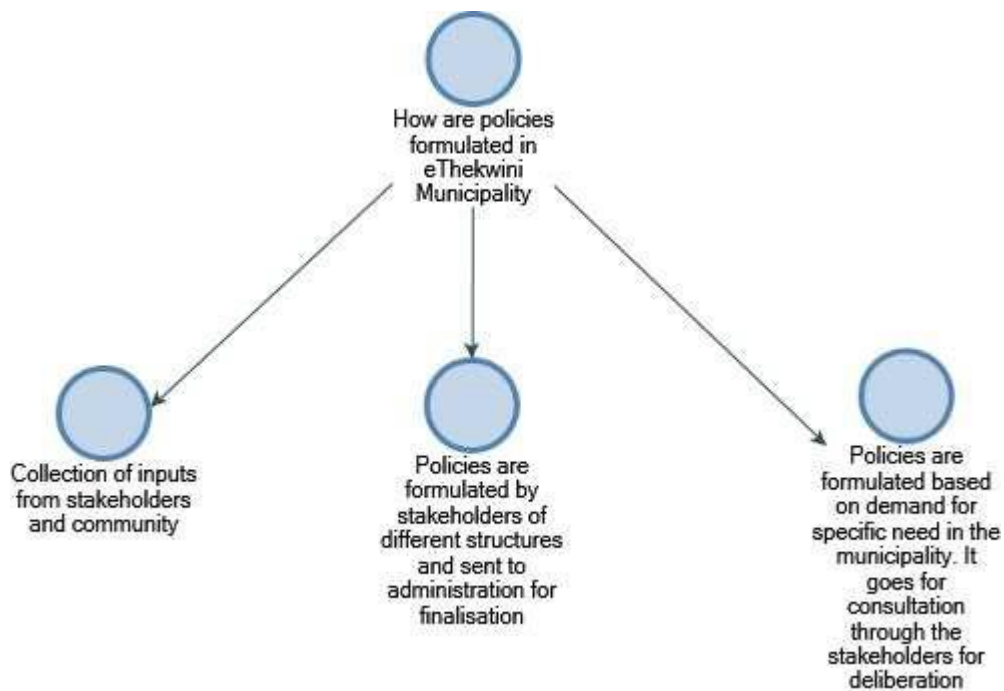 How are policies
formulated in
eThekwini
Municipality
Collection of inputs
from stakeholders
and community
Policies are
formulated by
stakeholders of
different structures
and sent to
administration for
finalisation
Policies are
formulated based
on demand for
specific need in the
municipality. It
goes for
consultation
through the
stakeholders for
deliberation